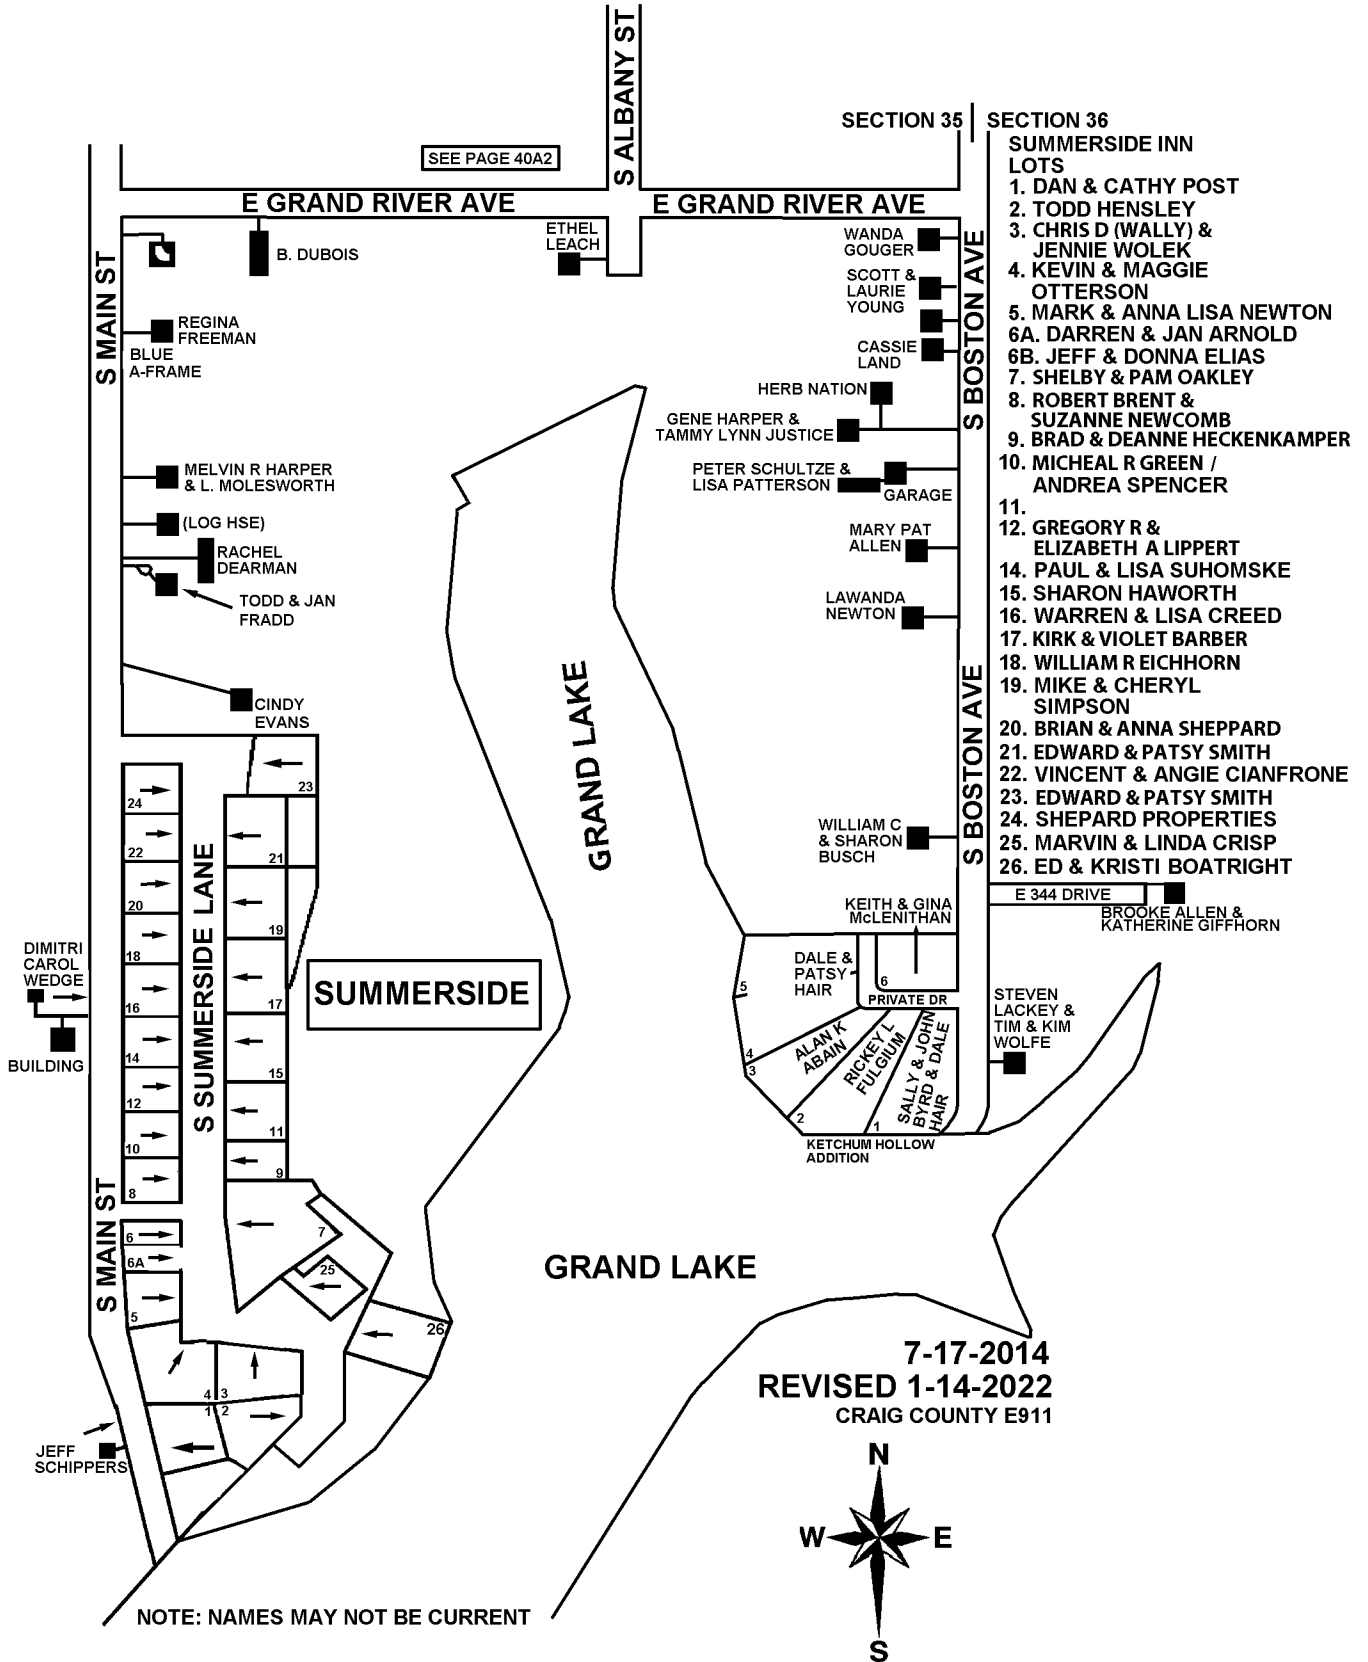 S ALBANY ST
SECTION 35
SECTION 36
SEE PAGE 40A2
E GRAND RIVER AVE
E GRAND RIVER AVE
SUMMERSIDE INN
LOTS
1. DAN & CATHY POST
2. TODD HENSLEY
3. CHRIS D (WALLY) &
JENNIE WOLEK
4. KEVIN & MAGGIE
OTTERSON
5. MARK & ANNA LISA NEWTON
6A. DARREN & JAN ARNOLD
6B. JEFF & DONNA ELIAS
7. SHELBY & PAM OAKLEY
8. ROBERT BRENT &
SUZANNE NEWCOMB
9. BRAD & DEANNE HECKENKAMPER
10. MICHEAL R GREEN /
ANDREA SPENCER
11.
12. GREGORY R &
ELIZABETH A LIPPERT
14. PAUL & LISA SUHOMSKE
15. SHARON HAWORTH
16. WARREN & LISA CREED
17. KIRK & VIOLET BARBER
18. WILLIAM R EICHHORN
19. MIKE & CHERYL
SIMPSON
20. BRIAN & ANNA SHEPPARD
21. EDWARD & PATSY SMITH
22. VINCENT & ANGIE CIANFRONE
23. EDWARD & PATSY SMITH
24. SHEPARD PROPERTIES
25. MARVIN & LINDA CRISP
26. ED & KRISTI BOATRIGHT
S MAIN ST
B. DUBOIS
ETHEL
LEACH
REGINA
FREEMAN
BLUE
A-FRAME
MELVIN R HARPER
& L. MOLESWORTH
(LOG HSE)
RACHEL
DEARMAN
TODD & JAN
FRADD
CINDY
EVANS
WANDA
GOUGER
SCOTT &
LAURIE
YOUNG
CASSIE
LAND
HERB NATION
GENE HARPER &
TAMMY LYNN JUSTICE
PETER SCHULTZE &
LISA PATTERSON
GARAGE
MARY PAT
ALLEN
LAWANDA
NEWTON
WILLIAM C
& SHARON
BUSCH
S BOSTON AVE
S BOSTON AVE
GRAND LAKE
E 344 DRIVE
BROOKE ALLEN &
KATHERINE GIFFHORN
KEITH & GINA
McLENITHAN
DALE &
PATSY
HAIR
6
PRIVATE DR
5
4
3
2
1
ALAN K
ABAIN
RICKEY L
FULGIUM
SALLY & JOHN
BYRD & DALE
HAIR
KETCHUM HOLLOW
ADDITION
STEVEN
LACKEY &
TIM & KIM
WOLFE
DIMITRI
CAROL
WEDGE
BUILDING
SUMMERSIDE
S SUMMERSIDE LANE
24
22
20
18
16
14
12
10
8
6
6A
5
23
21
19
17
15
11
9
7
25
26
4
3
1
2
S MAIN ST
JEFF
SCHIPPERS
GRAND LAKE
7-17-2014
REVISED 1-14-2022
CRAIG COUNTY E911
N
W
E
S
NOTE: NAMES MAY NOT BE CURRENT